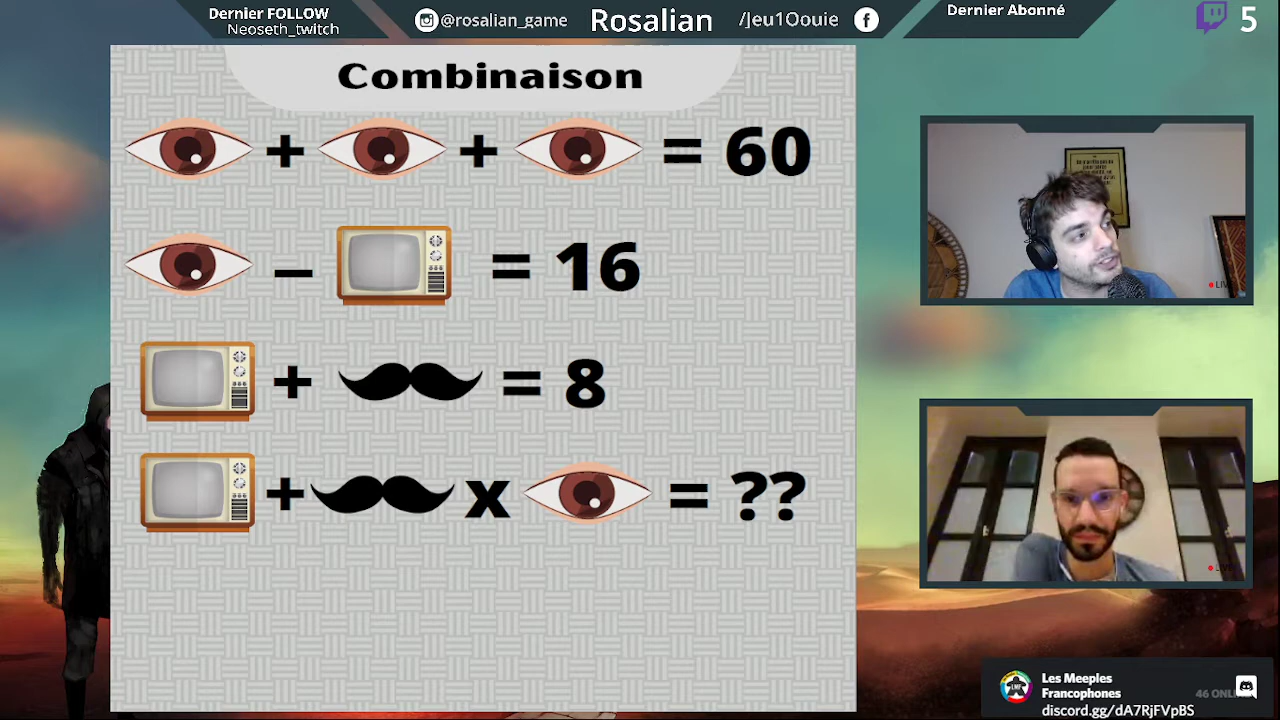 Dernier FOLLOW
Neoseth_twitch
@rosalian_game
Rosalian
/Jeu1Oouie
Dernier Abonné
5
Combinaison
+ + = 60
– = 16
+ = 8
+ x = ??
Les Meeples
Francophones
discord.gg/dA7RjFVpBS